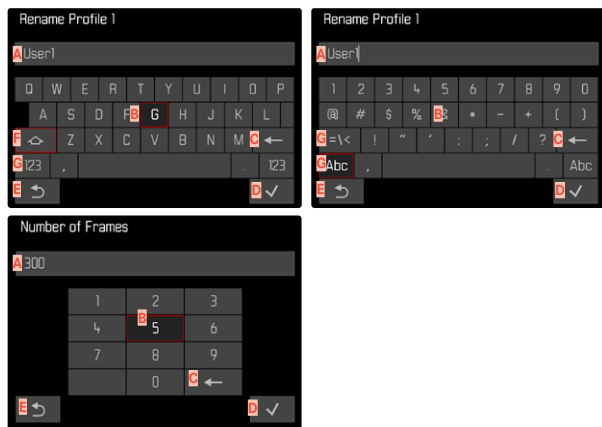 Rename Profile 1
A User1
Q W E R T Y U I O P
A S D F B G H J K L
F Z X C V B N M C ←
G 123 , . 123
E D ✓
Rename Profile 1
A User1
1 2 3 4 5 6 7 8 9 0
@ # $ % B & * - + ( )
G =\< ! " ' : ; / ? C ←
G Abc , . Abc
E D ✓
Number of Frames
A 300
1 2 3
4 B 5 6
7 8 9
0 C ←
E D ✓